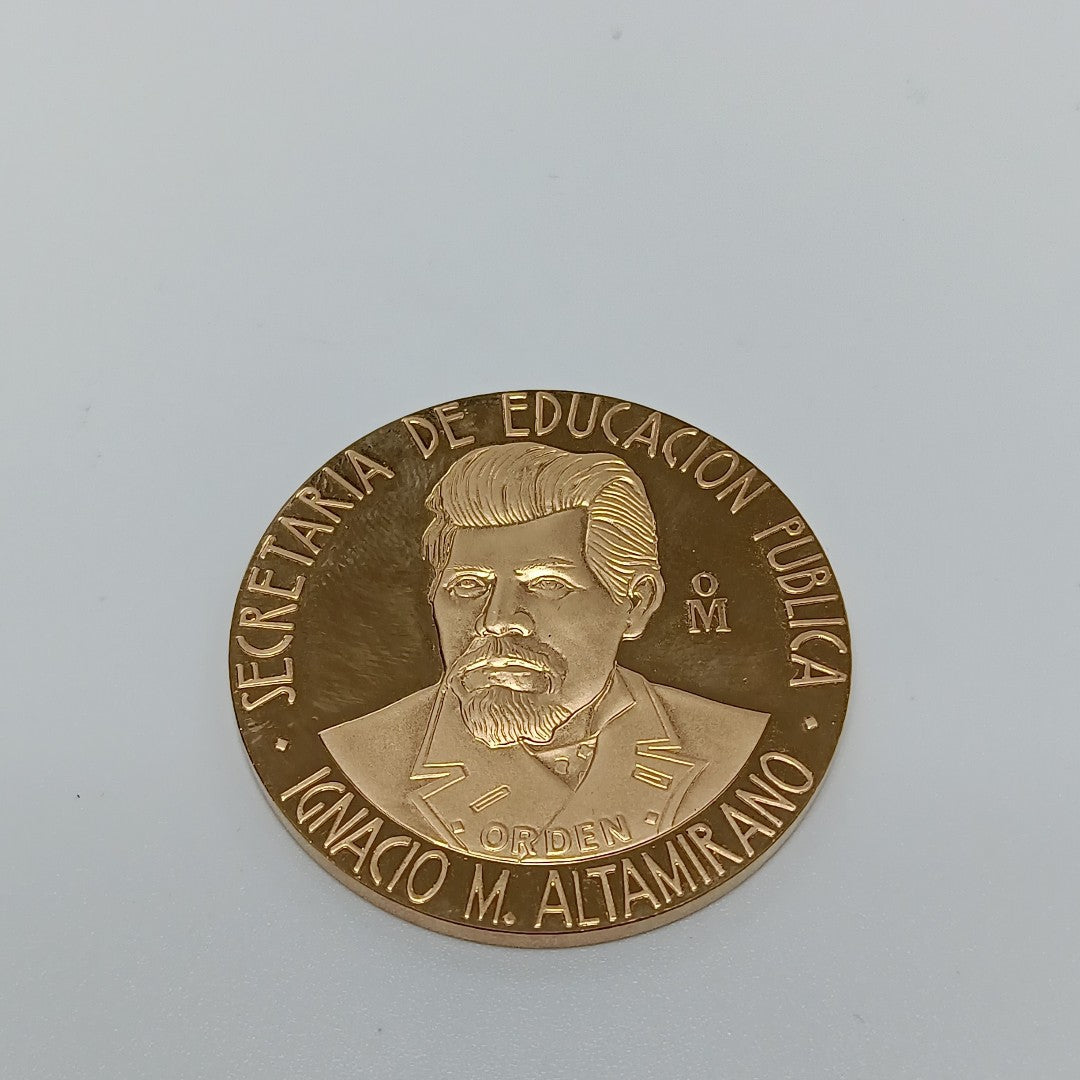 · SECRETARIA DE EDUCACION PUBLICA ·
oM
· ORDEN ·
IGNACIO M. ALTAMIRANO